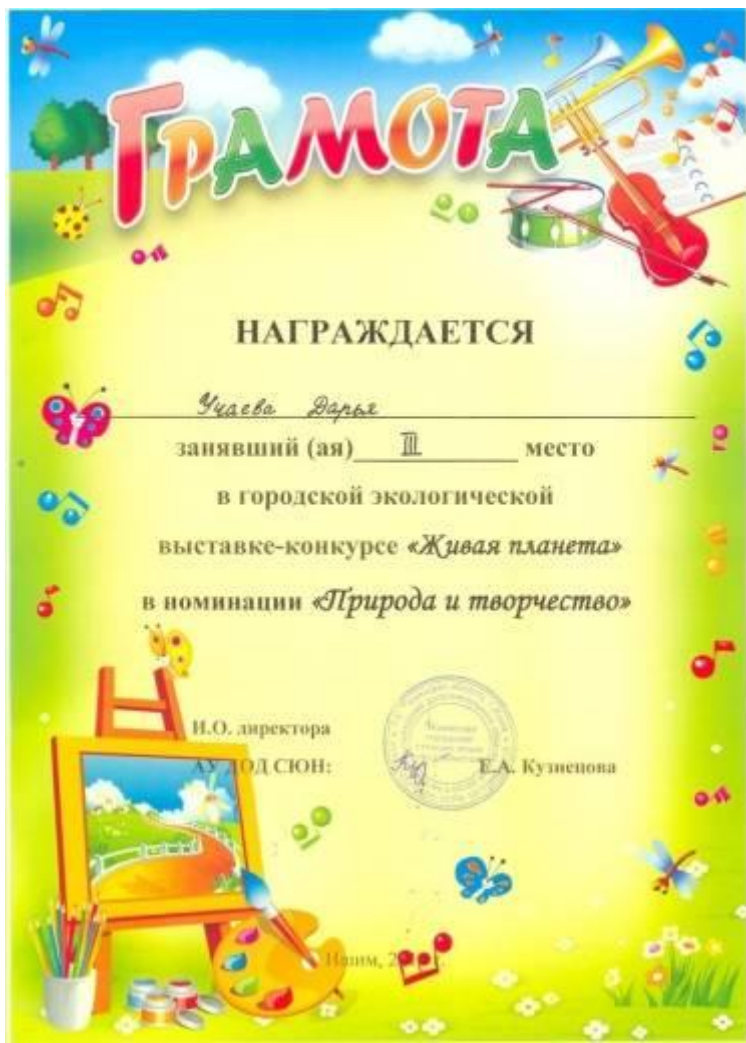 ГРАМОТА
НАГРАЖДАЕТСЯ
Учаева Дарья
занявший (ая) III место
в городской экологической
выставке-конкурсе «Живая планета»
в номинации «Природа и творчество»
И.О. директора
АУ ДОД СЮН: Е.А. Кузнецова
Ишим,